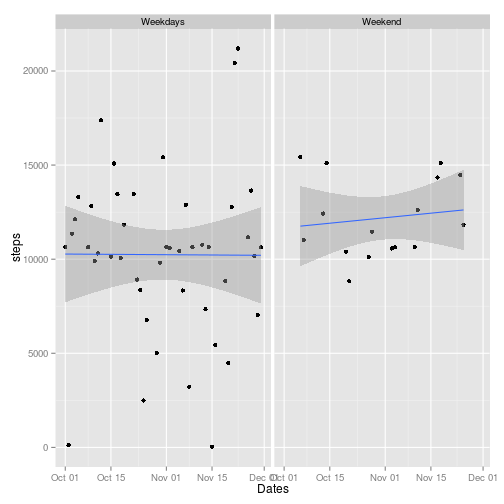 Weekdays Weekend
20000
15000
10000
5000
0
steps
Oct 01 Oct 15 Nov 01 Nov 15 Dec 01 Oct 01 Oct 15 Nov 01 Nov 15 Dec 01
Dates